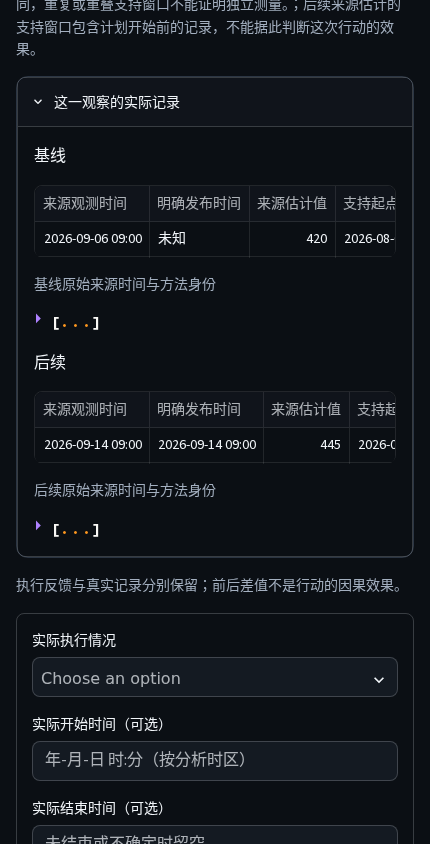 同，重复或重叠支持窗口不能证明独立测量。；后续来源估计的
支持窗口包含计划开始前的记录，不能据此判断这次行动的效
果。
这一观察的实际记录
基线
来源观测时间 明确发布时间 来源估计值 支持起点
2026-09-06 09:00 未知 420 2026-08-
基线原始来源时间与方法身份
[...]
后续
来源观测时间 明确发布时间 来源估计值 支持起
2026-09-14 09:00 2026-09-14 09:00 445 2026-0
后续原始来源时间与方法身份
[...]
执行反馈与真实记录分别保留；前后差值不是行动的因果效果。
实际执行情况
Choose an option
实际开始时间（可选）
年-月-日 时:分（按分析时区）
实际结束时间（可选）
未结束或不确定时留空